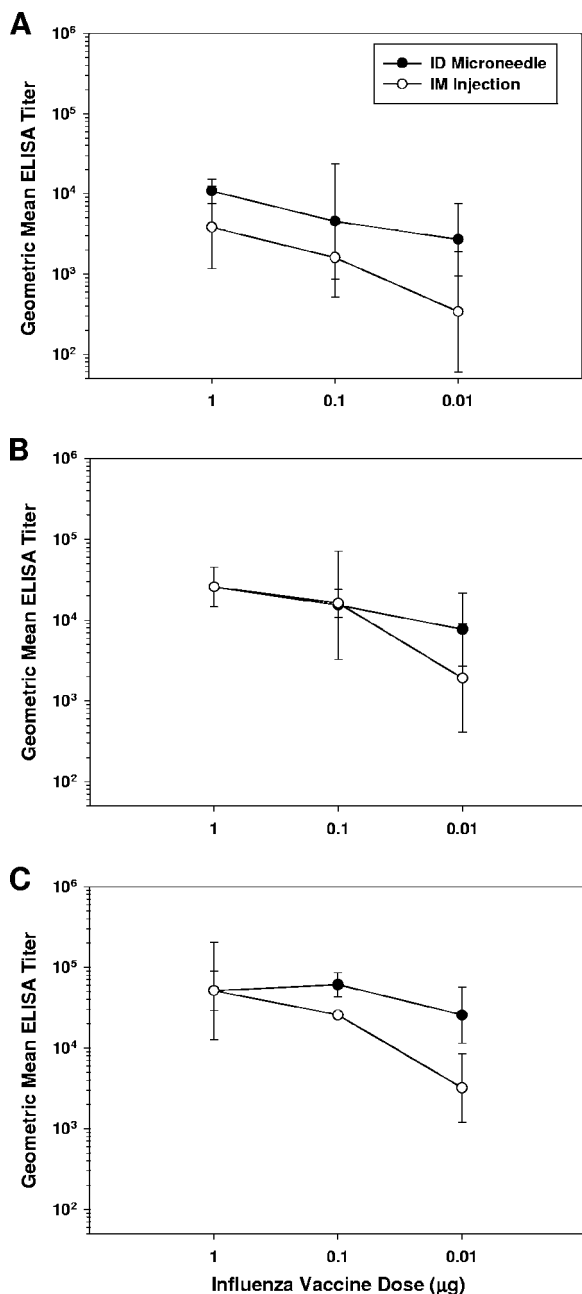 A
10⁶
10⁵
10⁴
10³
10²
Geometric Mean ELISA Titer
ID Microneedle
IM Injection
1 0.1 0.01
B
10⁶
10⁵
10⁴
10³
10²
Geometric Mean ELISA Titer
1 0.1 0.01
C
10⁶
10⁵
10⁴
10³
10²
Geometric Mean ELISA Titer
1 0.1 0.01
Influenza Vaccine Dose (µg)